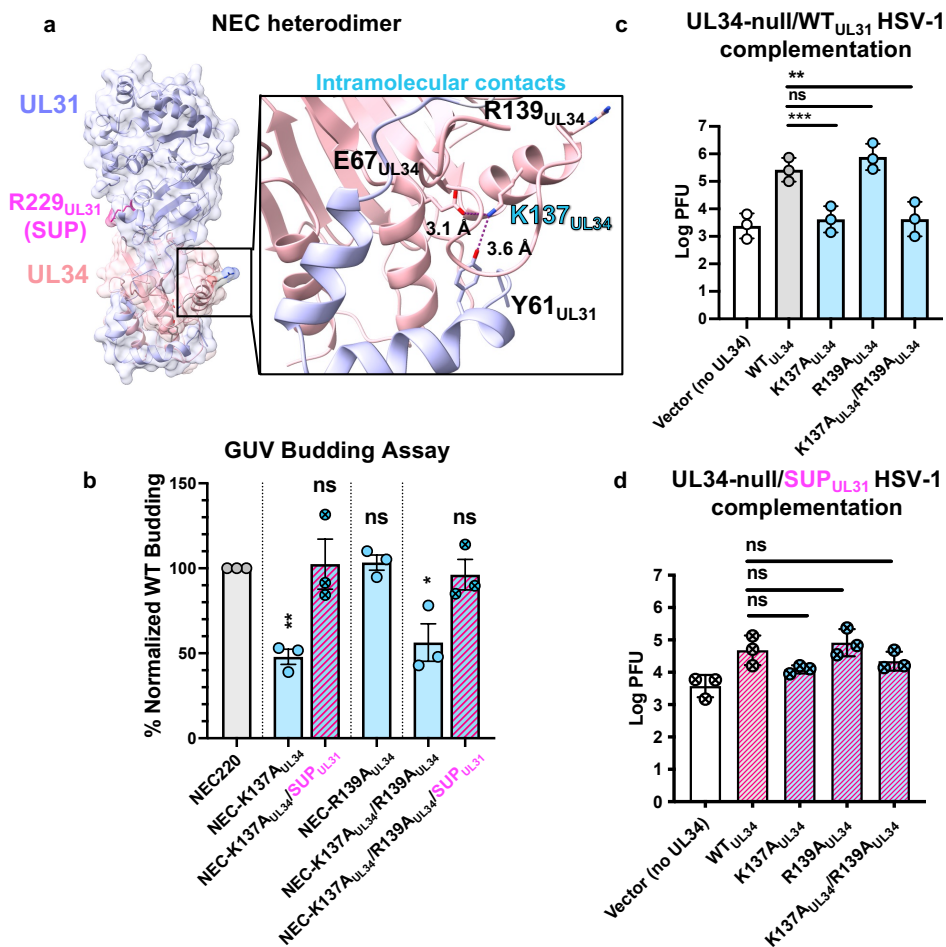 a
NEC heterodimer
UL31
R229UL31
(SUP)
UL34
Intramolecular contacts
R139UL34
E67UL34
K137UL34
3.1 Å
3.6 Å
Y61UL31
b
GUV Budding Assay
% Normalized WT Budding
150
100
50
0
**
ns
ns
*
ns
NEC220
NEC-K137AUL34
NEC-K137AUL34/SUPUL31
NEC-R139AUL34
NEC-K137AUL34/R139AUL34
NEC-K137AUL34/R139AUL34/SUPUL31
c
UL34-null/WTUL31 HSV-1
complementation
**
ns
***
Log PFU
7
6
5
4
3
2
1
0
Vector (no UL34)
WTUL34
K137AUL34
R139AUL34
K137AUL34/R139AUL34
d
UL34-null/SUPUL31 HSV-1
complementation
ns
ns
ns
Log PFU
7
6
5
4
3
2
1
0
Vector (no UL34)
WTUL34
K137AUL34
R139AUL34
K137AUL34/R139AUL34